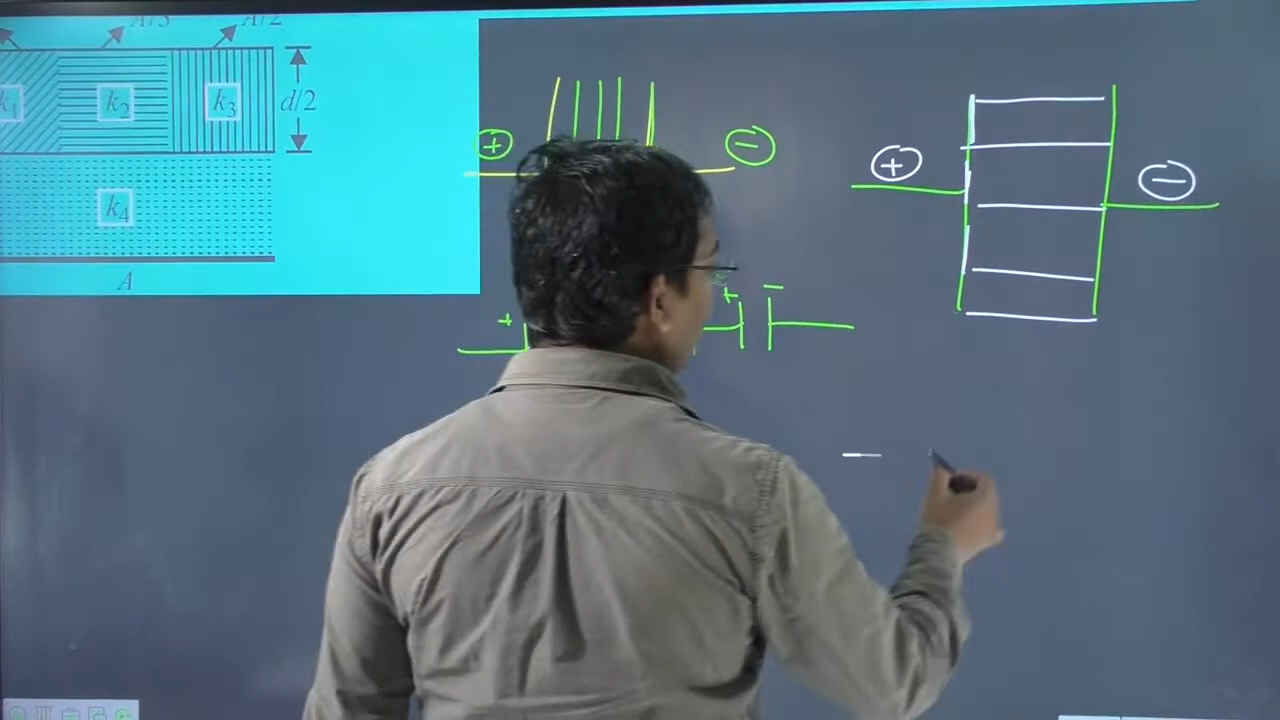 A/3 A/2
k1 k2 k3 d/2
k4
A
+ −
+ −
+ + −